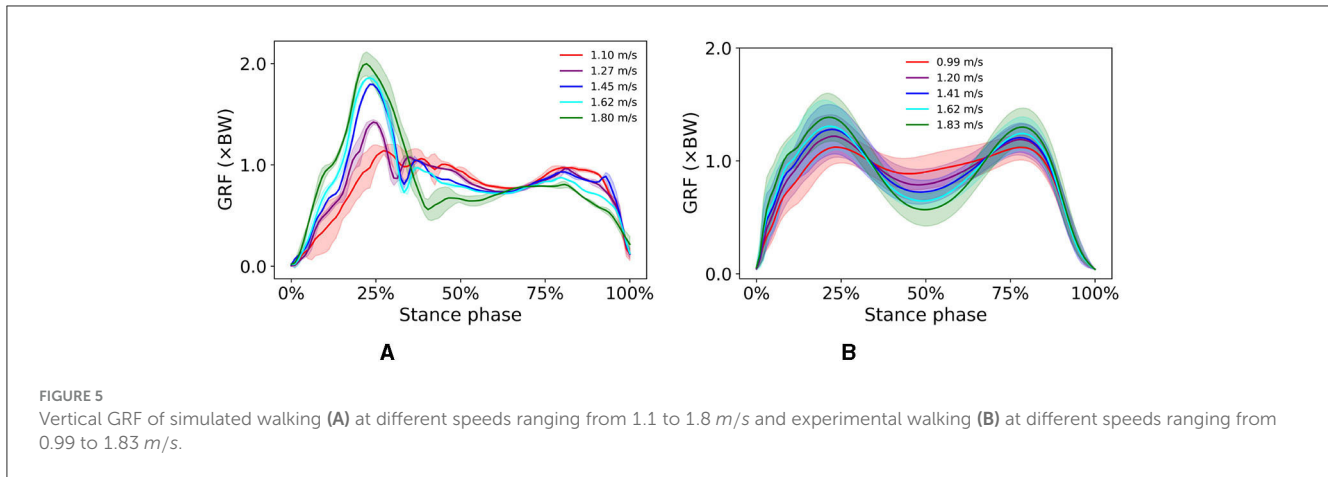 2.0
1.0
0.0
GRF (×BW)
1.10 m/s
1.27 m/s
1.45 m/s
1.62 m/s
1.80 m/s
0% 25% 50% 75% 100%
Stance phase
A
2.0
1.0
0.0
GRF (×BW)
0.99 m/s
1.20 m/s
1.41 m/s
1.62 m/s
1.83 m/s
0% 25% 50% 75% 100%
Stance phase
B
FIGURE 5
Vertical GRF of simulated walking (A) at different speeds ranging from 1.1 to 1.8 m/s and experimental walking (B) at different speeds ranging from
0.99 to 1.83 m/s.